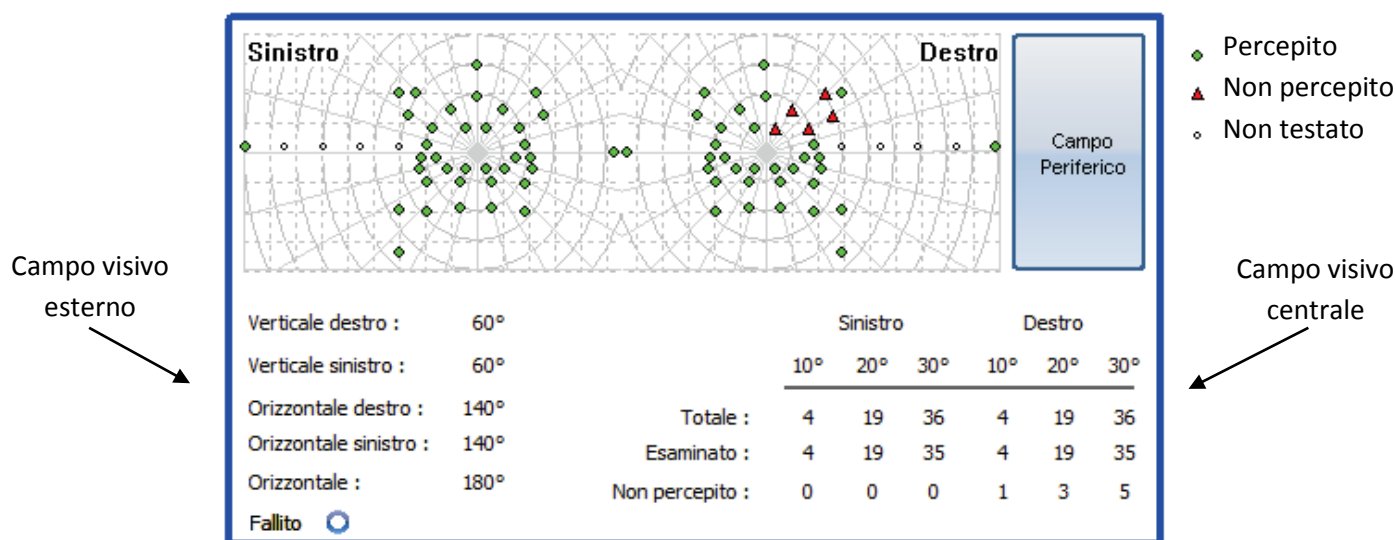 Sinistro
Destro
Campo
Periferico
Percepito
Non percepito
Non testato
Campo visivo
esterno
Campo visivo
centrale
Verticale destro : 60°
Verticale sinistro : 60°
Orizzontale destro : 140°
Orizzontale sinistro : 140°
Orizzontale : 180°
Fallito
Sinistro Destro
10° 20° 30° 10° 20° 30°
Totale : 4 19 36 4 19 36
Esaminato : 4 19 35 4 19 35
Non percepito : 0 0 0 1 3 5